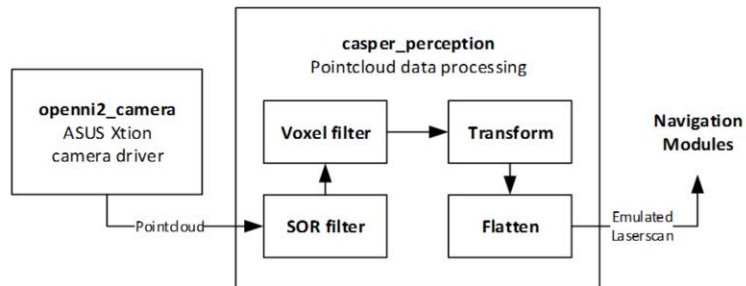 casper_perception
Pointcloud data processing
openni2_camera
ASUS Xtion
camera driver
Voxel filter
Transform
Navigation
Modules
Pointcloud
SOR filter
Flatten
Emulated
Laserscan